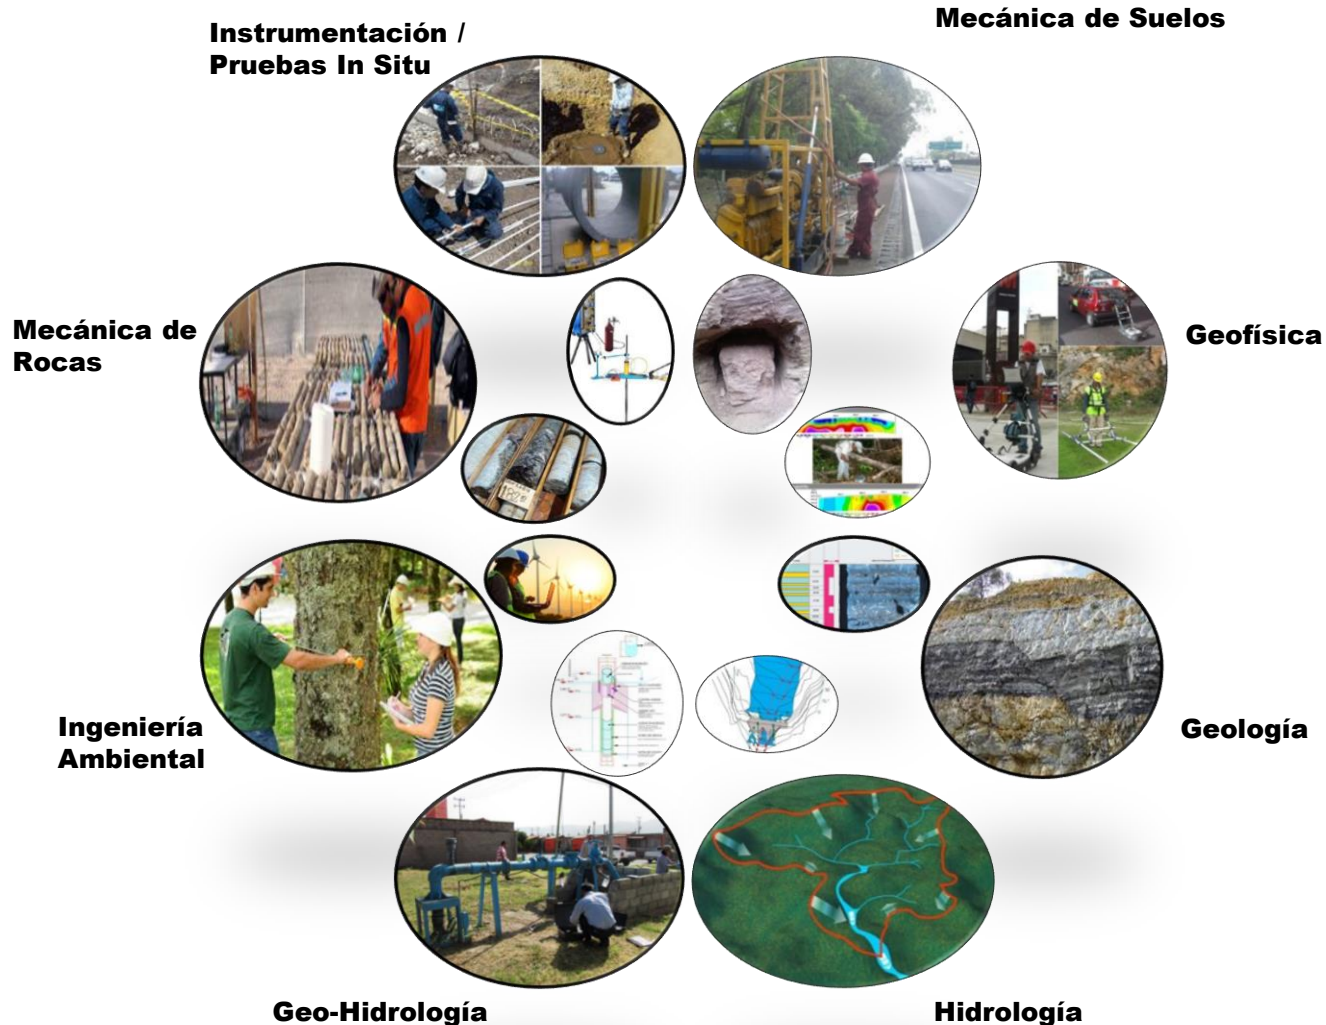 Mecánica de Suelos
Instrumentación /
Pruebas In Situ
Mecánica de
Rocas
Geofísica
Ingeniería
Ambiental
Geología
Geo-Hidrología
Hidrología